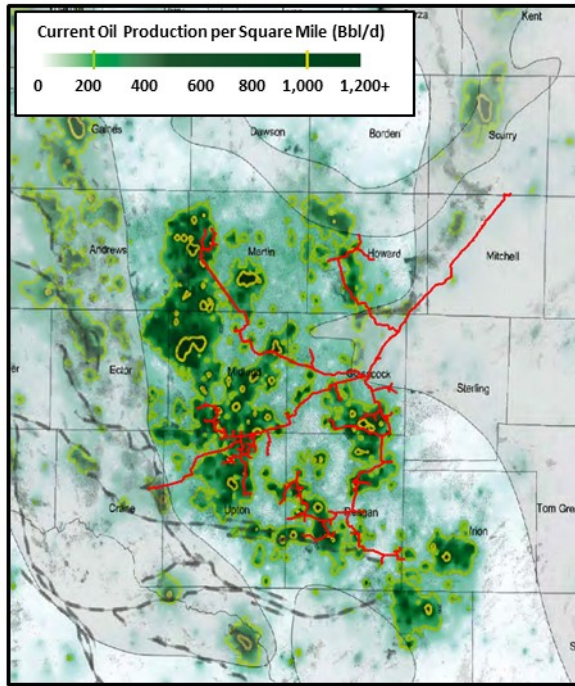 Current Oil Production per Square Mile (Bbl/d)
0 200 400 600 800 1,000 1,200+
Kent
Gaines
Dawson
Borden
Scurry
Andrews
Martin
Howard
Mitchell
Ector
Midland
Glasscock
Sterling
Crane
Upton
Reagan
Irion
Tom Gre